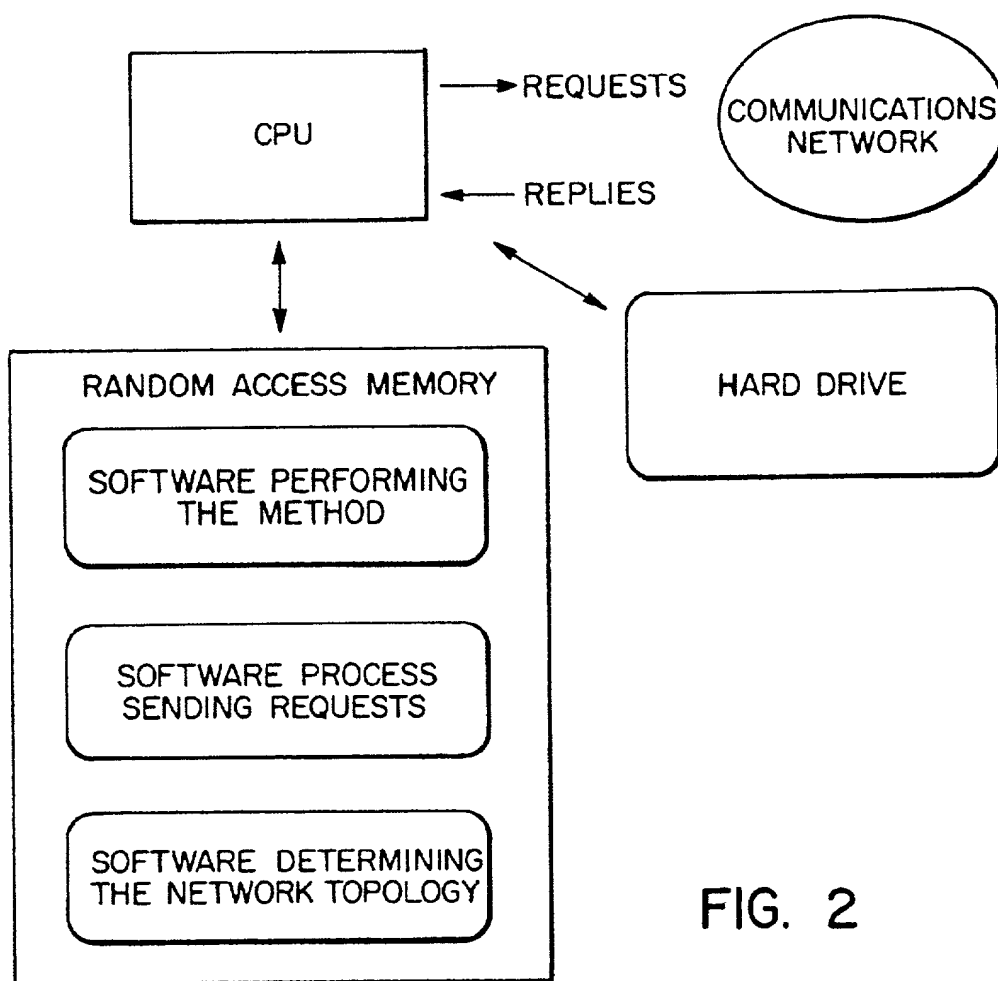 CPU
REQUESTS
REPLIES
COMMUNICATIONS
NETWORK
HARD DRIVE
RANDOM ACCESS MEMORY
SOFTWARE PERFORMING
THE METHOD
SOFTWARE PROCESS
SENDING REQUESTS
SOFTWARE DETERMINING
THE NETWORK TOPOLOGY
FIG. 2